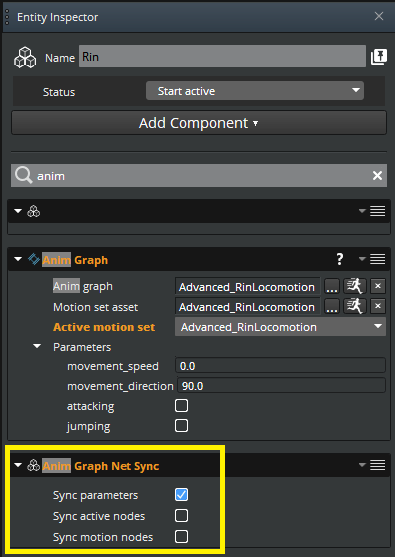 Entity Inspector
Name Rin
Status Start active
Add Component
anim
Anim Graph ?
Anim graph Advanced_RinLocomotion ...
Motion set asset Advanced_RinLocomotion ...
Active motion set Advanced_RinLocomotion
Parameters
movement_speed 0.0
movement_direction 90.0
attacking
jumping
Anim Graph Net Sync
Sync parameters
Sync active nodes
Sync motion nodes